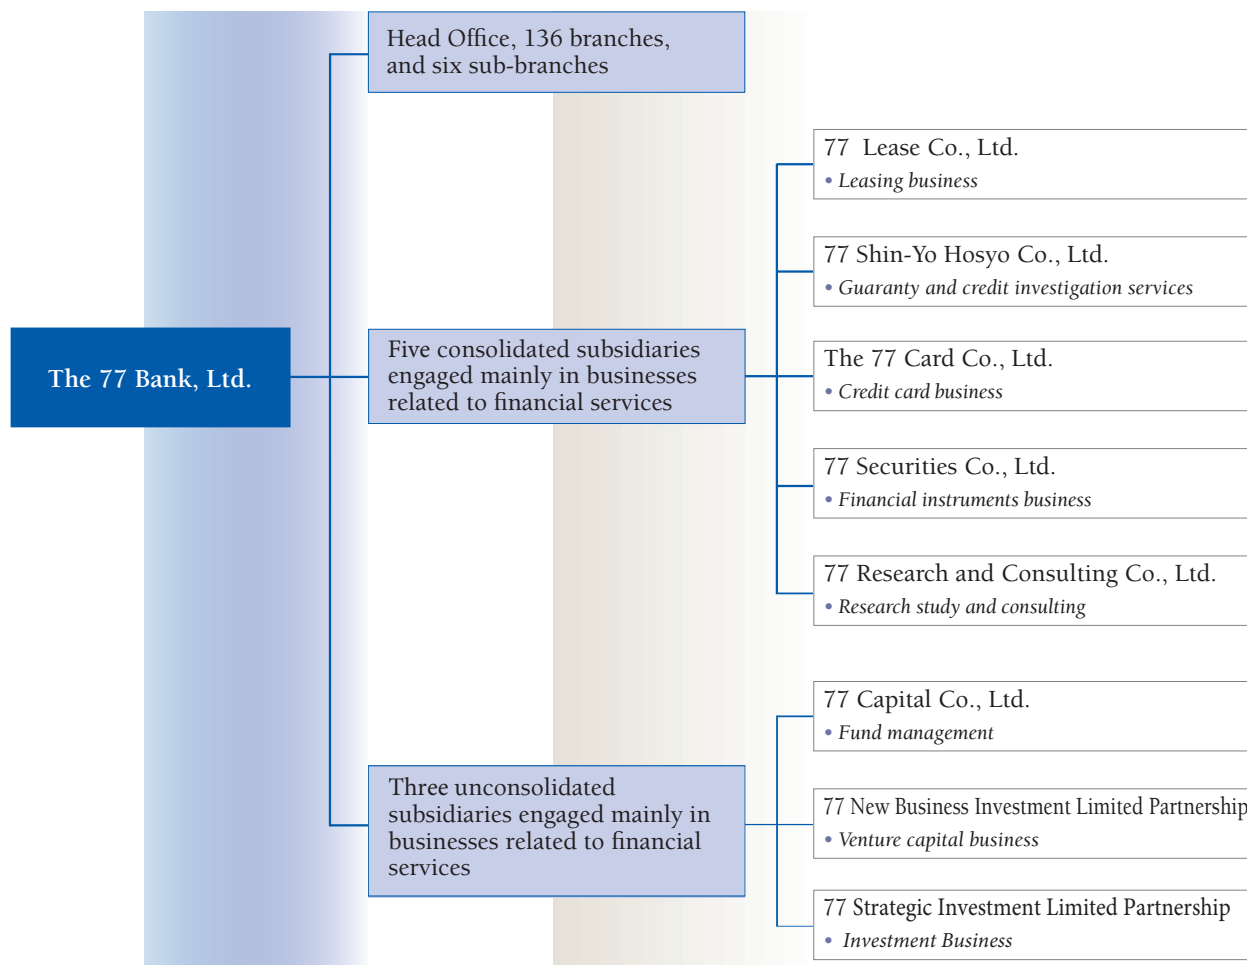 Head Office, 136 branches,
and six sub-branches
77 Lease Co., Ltd.
• Leasing business
77 Shin-Yo Hosyo Co., Ltd.
• Guaranty and credit investigation services
The 77 Bank, Ltd.
Five consolidated subsidiaries
engaged mainly in businesses
related to financial services
The 77 Card Co., Ltd.
• Credit card business
77 Securities Co., Ltd.
• Financial instruments business
77 Research and Consulting Co., Ltd.
• Research study and consulting
77 Capital Co., Ltd.
• Fund management
Three unconsolidated
subsidiaries engaged mainly in
businesses related to financial
services
77 New Business Investment Limited Partnership
• Venture capital business
77 Strategic Investment Limited Partnership
• Investment Business